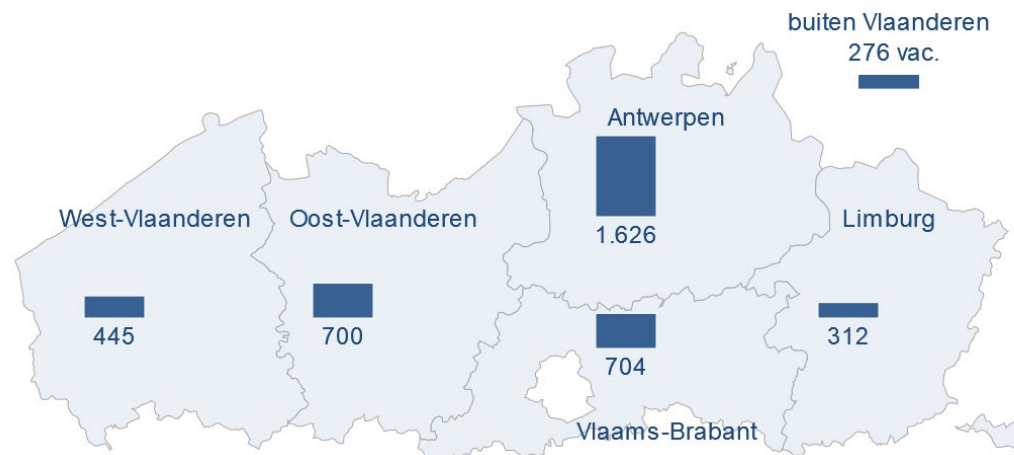 buiten Vlaanderen
276 vac.
Antwerpen
1.626
West-Vlaanderen
445
Oost-Vlaanderen
700
Limburg
312
704
Vlaams-Brabant